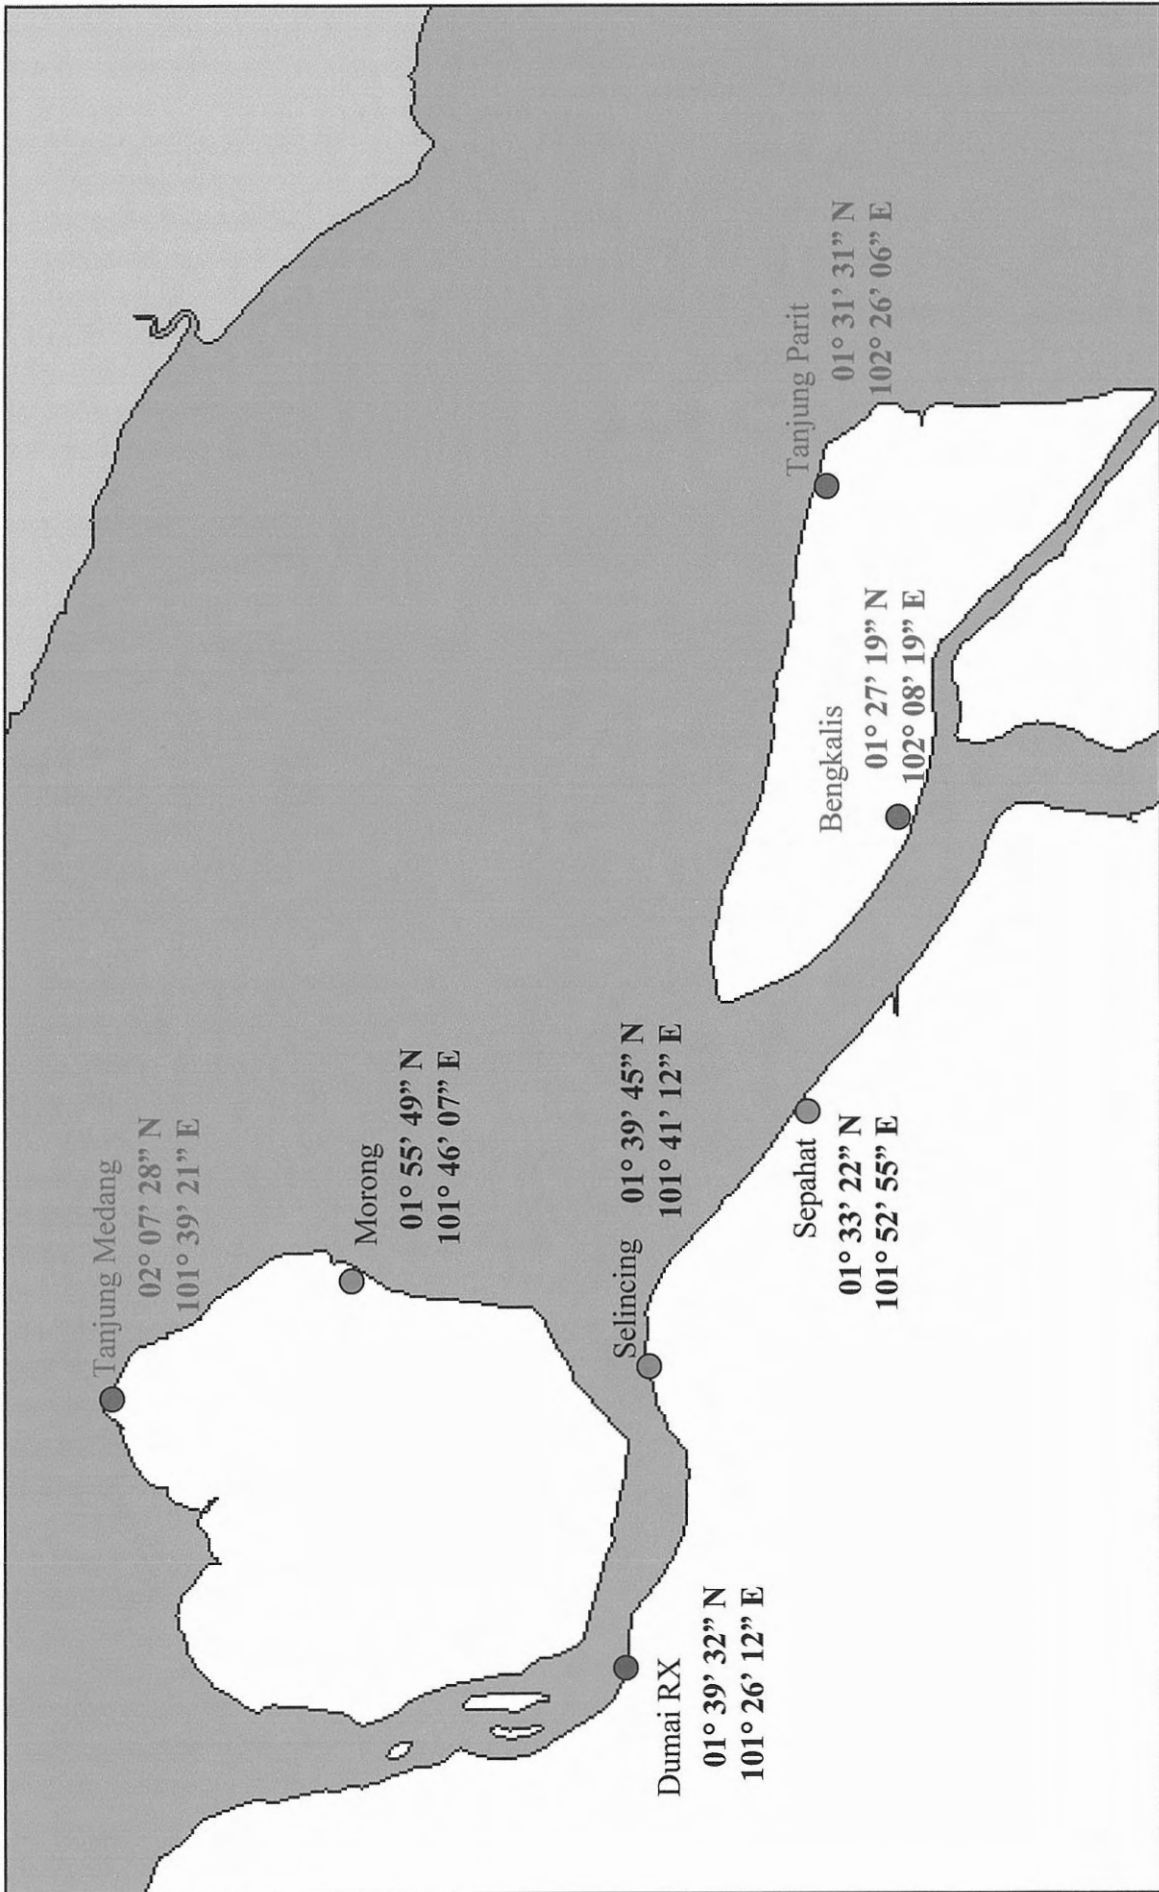 Tanjung Medang
02° 07' 28” N
101° 39' 21” E
Morong
01° 55' 49” N
101° 46' 07” E
Selincing
01° 39' 45” N
101° 41' 12” E
Dumai RX
01° 39' 32” N
101° 26' 12” E
Sepahat
01° 33' 22” N
101° 52' 55” E
Bengkalis
01° 27' 19” N
102° 08' 19” E
Tanjung Parit
01° 31' 31” N
102° 26' 06” E